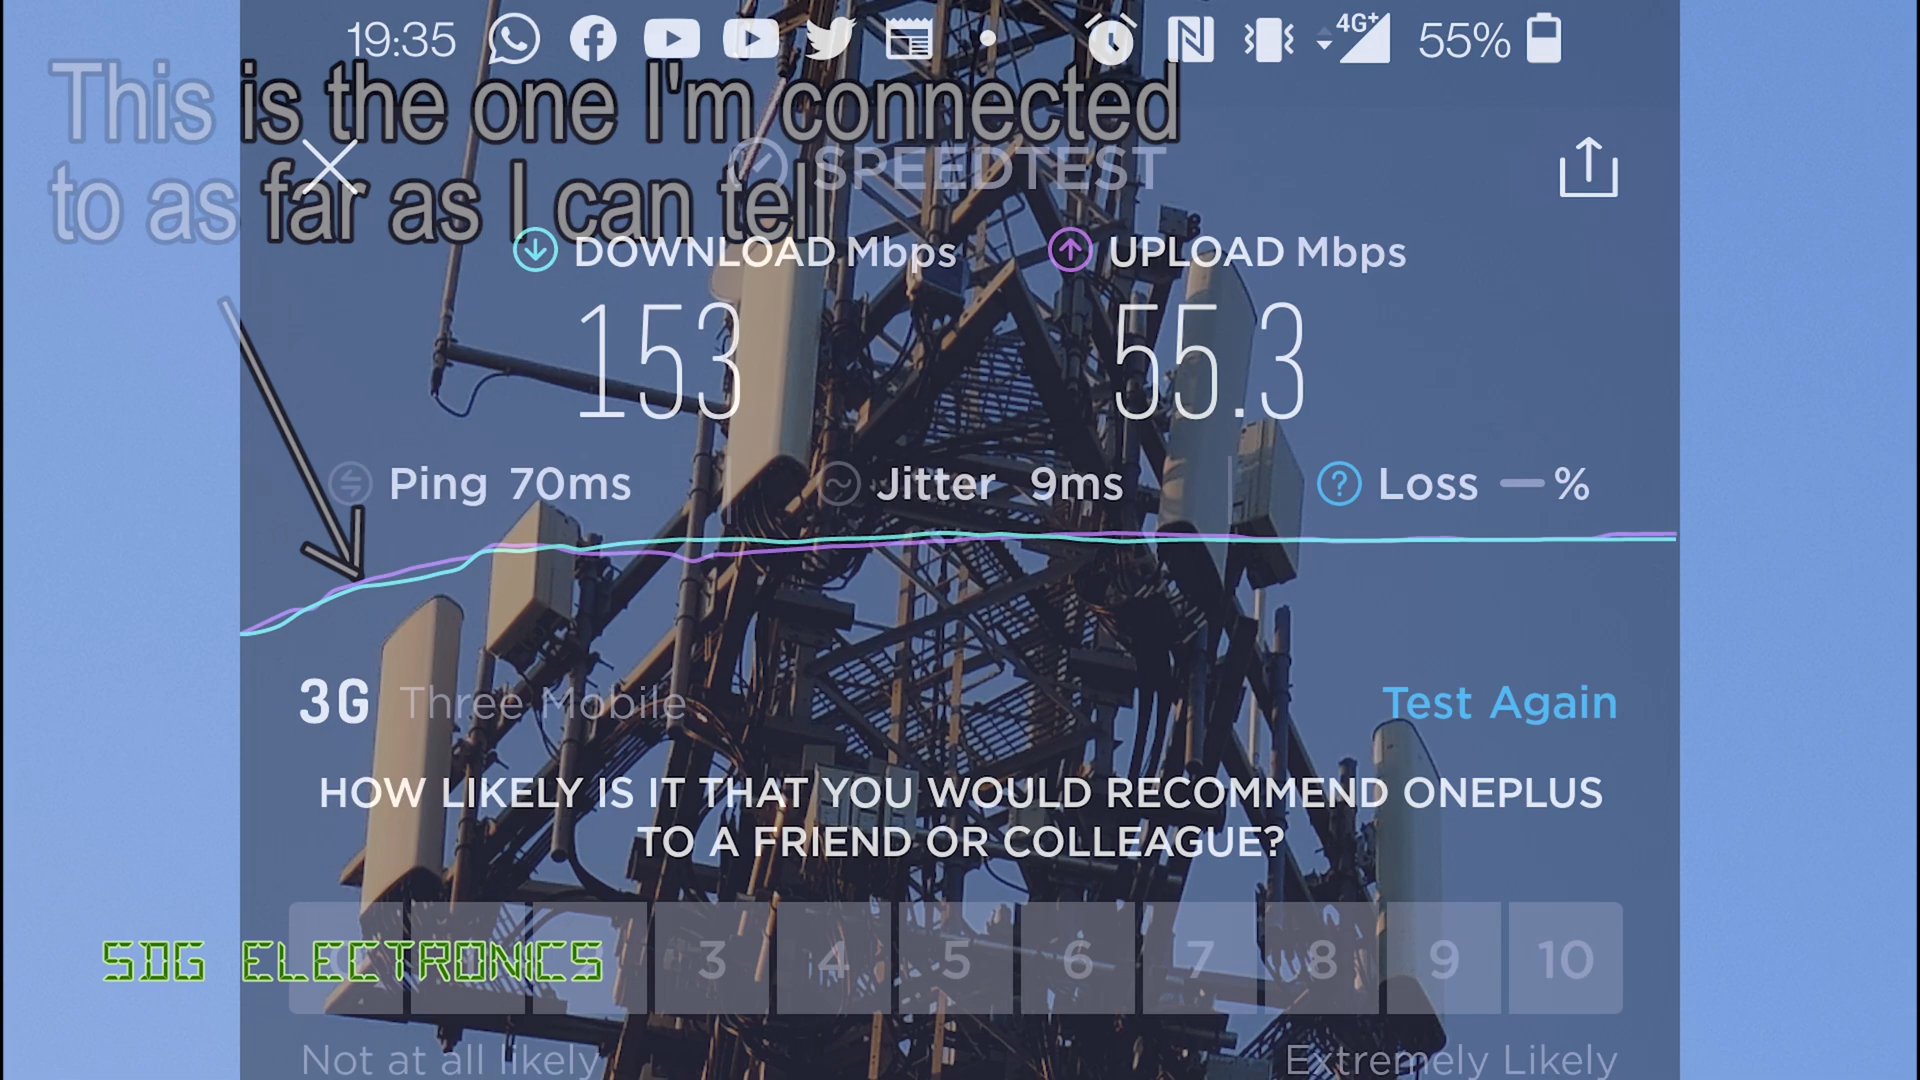 19:35 4G+ 55%
This is the one I'm connected
to as far as I can tell
SPEEDTEST
DOWNLOAD Mbps UPLOAD Mbps
153 55.3
Ping 70ms Jitter 9ms Loss — %
3G Three Mobile Test Again
HOW LIKELY IS IT THAT YOU WOULD RECOMMEND ONEPLUS
TO A FRIEND OR COLLEAGUE?
3 4 5 6 7 8 9 10
SDG ELECTRONICS
Not at all likely Extremely Likely